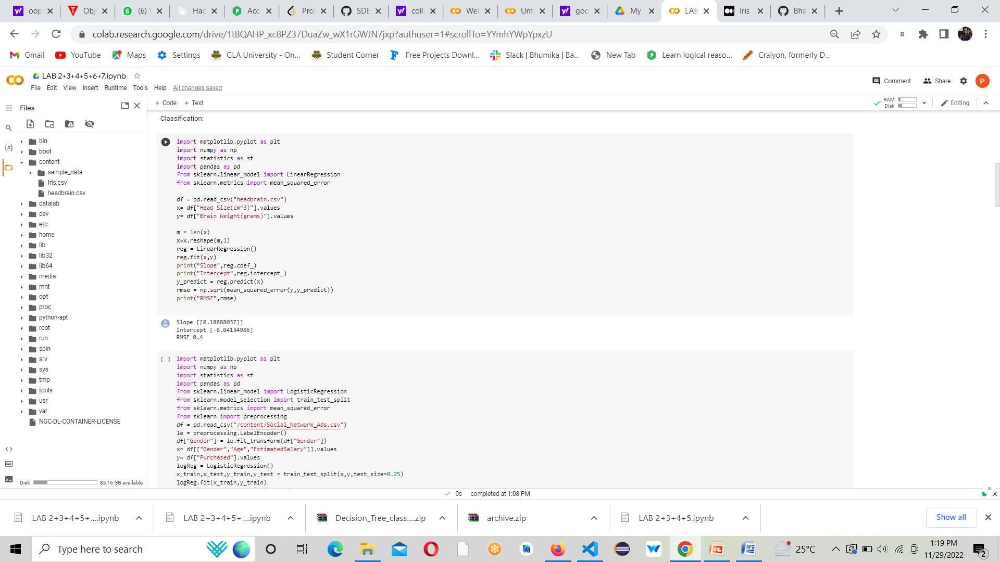 oop
Obj
(6) \
Hac
Acce
Prol
SDE
coll
Wel
Unt
goo
My
LAB
Iris
Bha
colab.research.google.com/drive/1tBQAHP_xc8PZ37DuaZw_wX1rGWJN7jxp?authuser=1#scrollTo=YYmhYWpYpxzU
B
Gmail
YouTube
Maps
Settings
GLA University - On...
Student Corner
Free Projects Downl...
Slack | Bhumika | Ba...
New Tab
Learn logical reaso...
Craiyon, formerly D...
LAB 2+3+4+5+6+7.ipynb
File Edit View Insert Runtime Tools Help All changes saved
Comment
Share
P
Files
+ Code + Text
RAM
Disk
Editing
bin
boot
content
sample_data
Iris.csv
headbrain.csv
datalab
dev
etc
home
lib
lib32
lib64
media
mnt
opt
proc
python-apt
root
run
sbin
srv
sys
tmp
tools
usr
var
NGC-DL-CONTAINER-LICENSE
Disk
85.16 GB available
Classification:
import matplotlib.pyplot as plt
import numpy as np
import statistics as st
import pandas as pd
from sklearn.linear_model import LinearRegression
from sklearn.metrics import mean_squared_error
df = pd.read_csv("headbrain.csv")
x= df["Head Size(cm^3)"].values
y= df["Brain Weight(grams)"].values
m = len(x)
x=x.reshape(m,1)
reg = LinearRegression()
reg.fit(x,y)
print("Slope",reg.coef_)
print("Intercept",reg.intercept_)
y_predict = reg.predict(x)
rmse = np.sqrt(mean_squared_error(y,y_predict))
print("RMSE",rmse)
Slope [[0.18888037]]
Intercept [-8.04134986]
RMSE 0.4
[ ]
import matplotlib.pyplot as plt
import numpy as np
import statistics as st
import pandas as pd
from sklearn.linear_model import LogisticRegression
from sklearn.model_selection import train_test_split
from sklearn.metrics import mean_squared_error
from sklearn import preprocessing
df = pd.read_csv("/content/Social_Network_Ads.csv")
le = preprocessing.LabelEncoder()
df["Gender"] = le.fit_transform(df["Gender"])
x= df[["Gender","Age","EstimatedSalary"]].values
y= df["Purchased"].values
logReg = LogisticRegression()
x_train,x_test,y_train,y_test = train_test_split(x,y,test_size=0.25)
logReg.fit(x_train,y_train)
0s completed at 1:08 PM
LAB 2+3+4+5+....ipynb
LAB 2+3+4+5+....ipynb
Decision_Tree_class....zip
archive.zip
LAB 2+3+4+5.ipynb
Show all
Type here to search
25°C
1:19 PM
11/29/2022
2